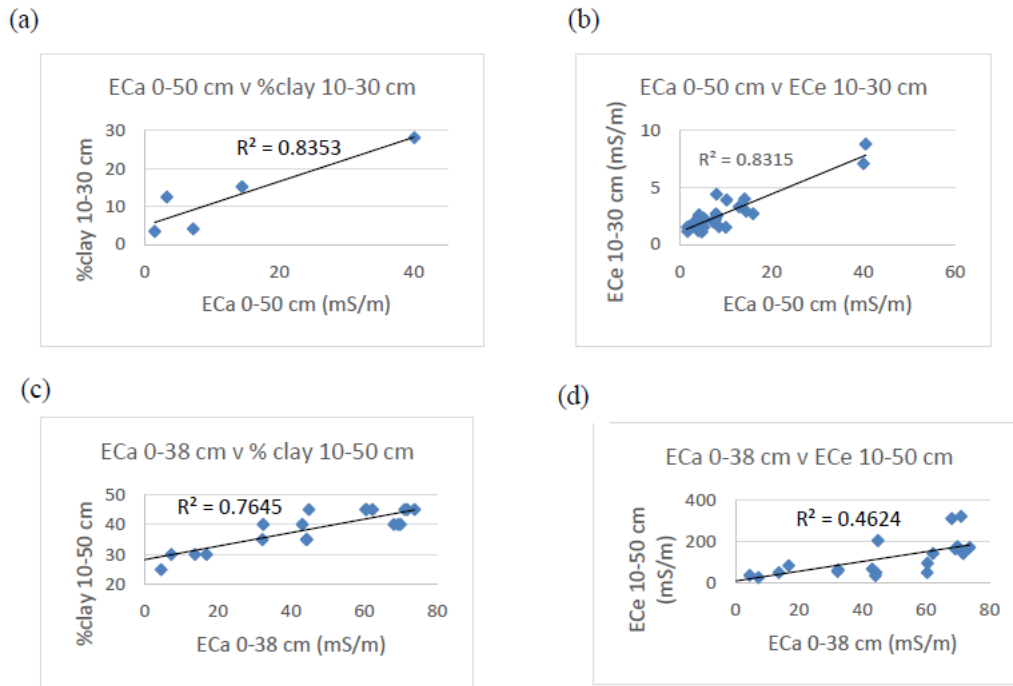 (a)
ECa 0-50 cm v %clay 10-30 cm
R² = 0.8353
30
20
10
0
%clay 10-30 cm
0
20
40
ECa 0-50 cm (mS/m)
(b)
ECa 0-50 cm v ECe 10-30 cm
R² = 0.8315
10
5
0
ECe 10-30 cm (mS/m)
0
20
40
60
ECa 0-50 cm (mS/m)
(c)
ECa 0-38 cm v % clay 10-50 cm
R² = 0.7645
50
40
30
20
%clay 10-50 cm
0
20
40
60
80
ECa 0-38 cm (mS/m)
(d)
ECa 0-38 cm v ECe 10-50 cm
R² = 0.4624
400
200
0
ECe 10-50 cm
(mS/m)
0
20
40
60
80
ECa 0-38 cm (mS/m)